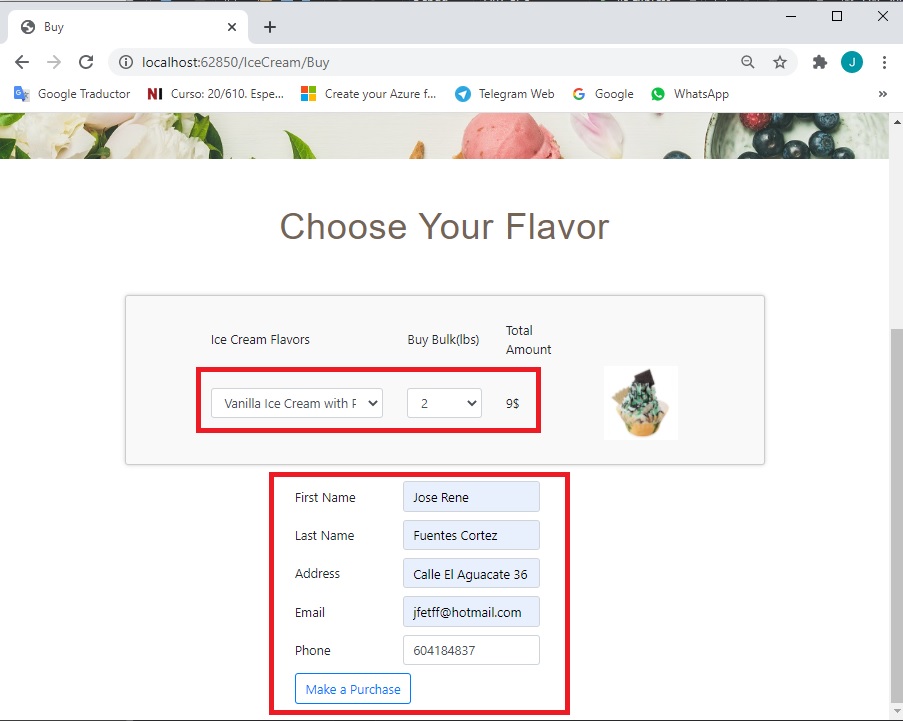 Buy
localhost:62850/IceCream/Buy
J
Google Traductor NI Curso: 20/610. Espe... Create your Azure f... Telegram Web G Google WhatsApp »
Choose Your Flavor
Ice Cream Flavors Buy Bulk(lbs) Total
Amount
Vanilla Ice Cream with F 2 9$
First Name Jose Rene
Last Name Fuentes Cortez
Address Calle El Aguacate 36
Email jfetff@hotmail.com
Phone 604184837
Make a Purchase